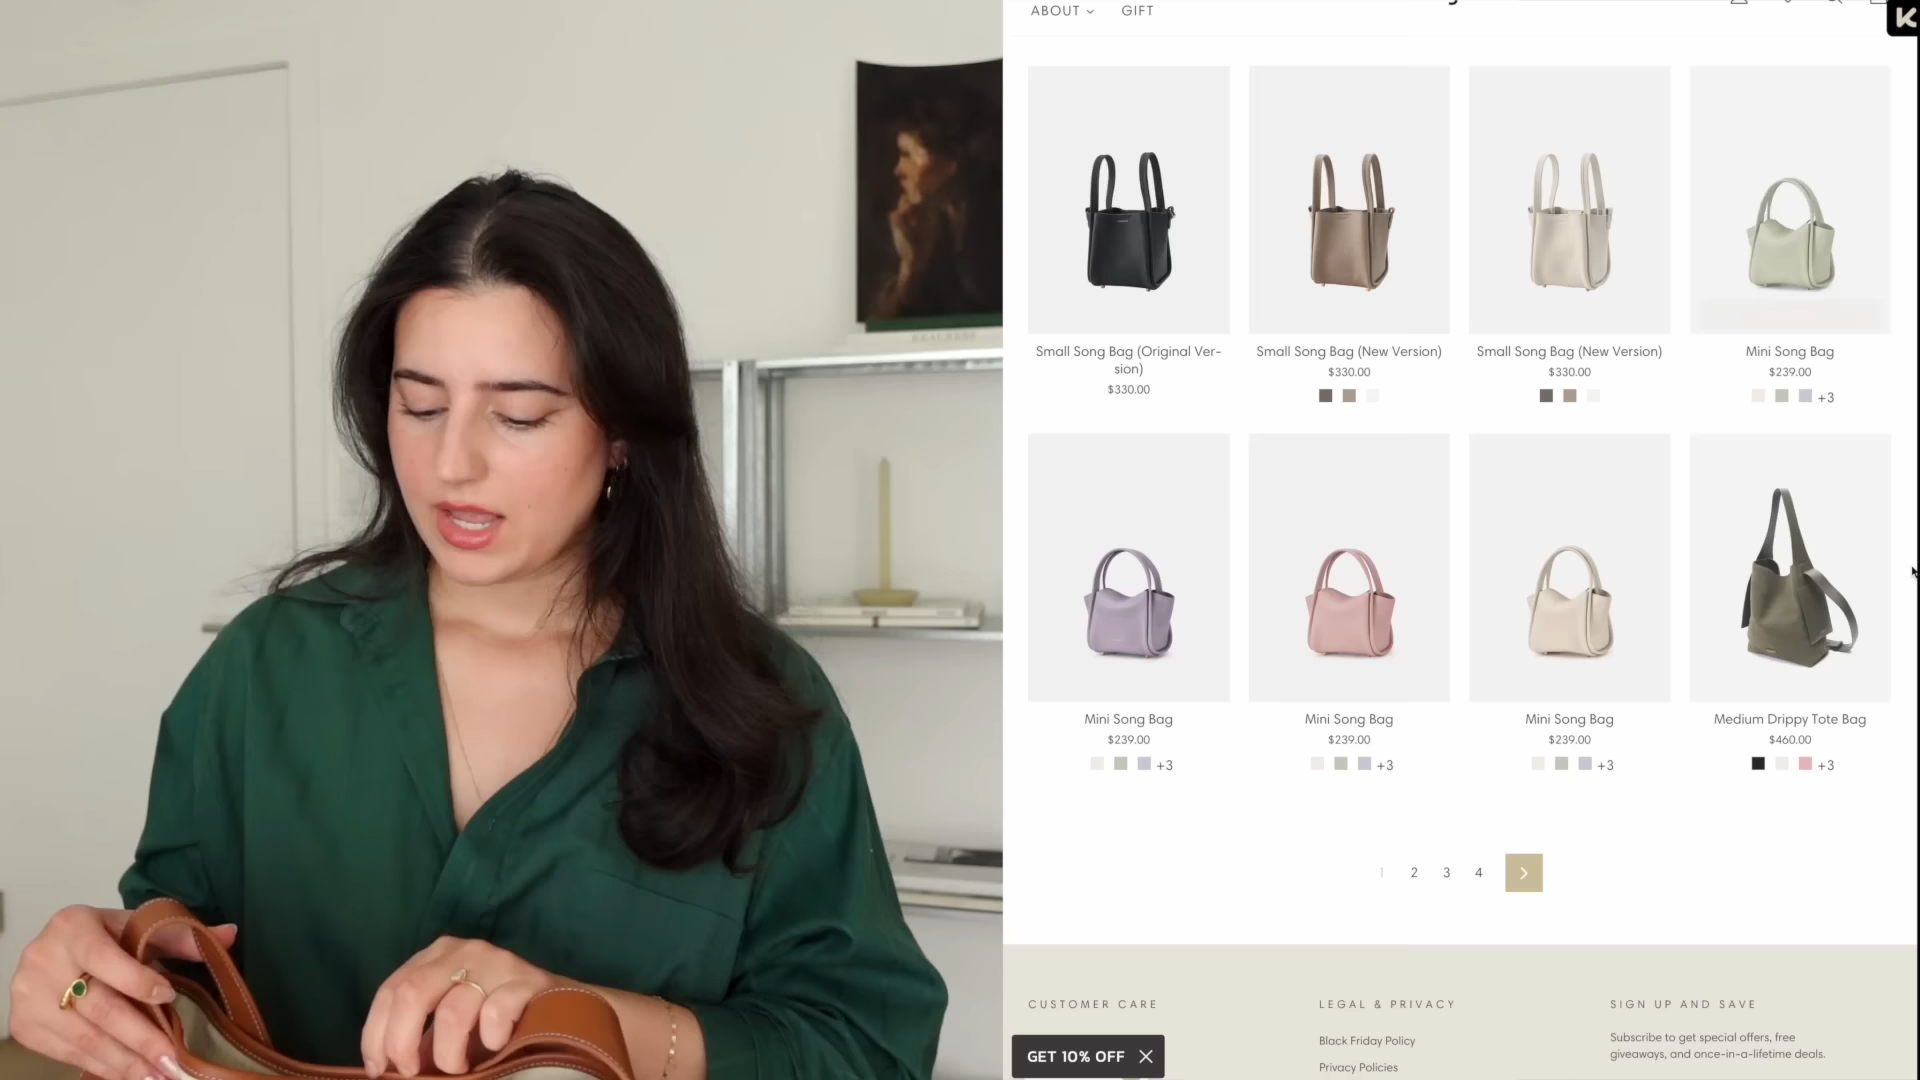 ABOUT
GIFT
Small Song Bag (Original Ver-
sion)
$330.00
Small Song Bag (New Version)
$330.00
Small Song Bag (New Version)
$330.00
Mini Song Bag
$239.00
+3
Mini Song Bag
$239.00
+3
Mini Song Bag
$239.00
+3
Mini Song Bag
$239.00
+3
Medium Drippy Tote Bag
$460.00
+3
1 2 3 4
CUSTOMER CARE
LEGAL & PRIVACY
Black Friday Policy
Privacy Policies
SIGN UP AND SAVE
Subscribe to get special offers, free
giveaways, and once-in-a-lifetime deals.
GET 10% OFF
K